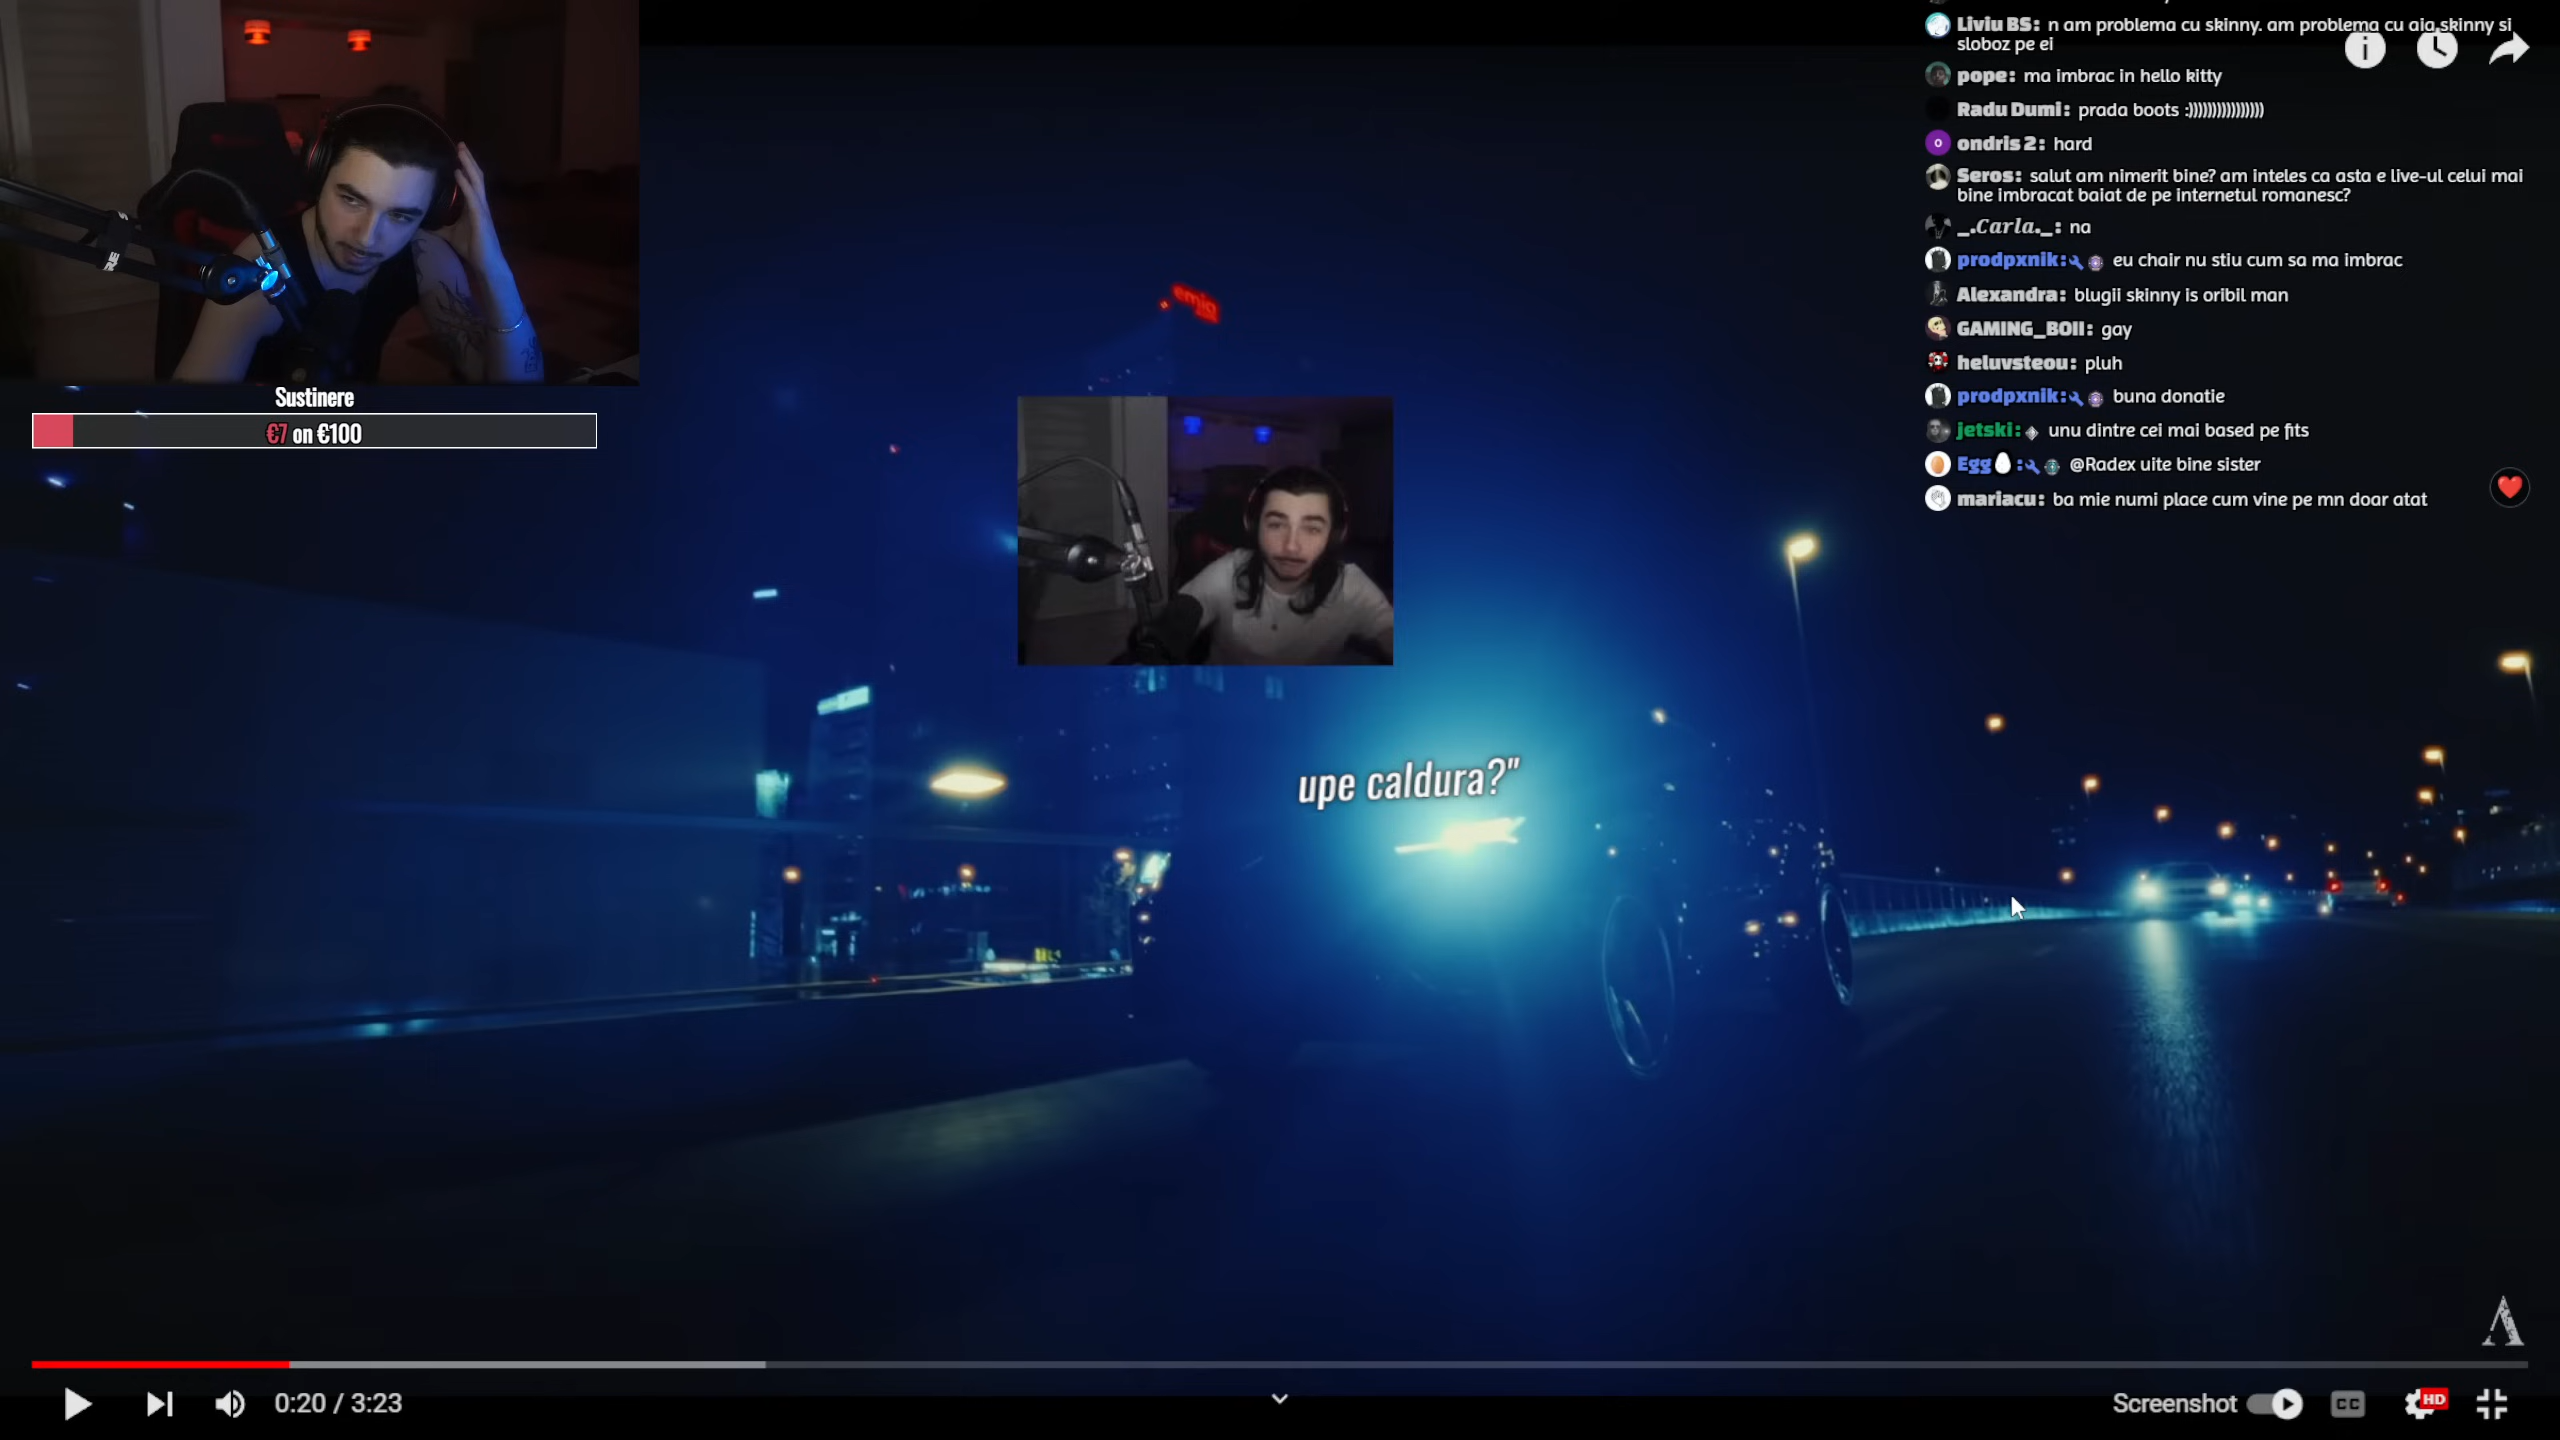 Liviu BS: n am problema cu skinny. am problema cu aia skinny si
sloboz pe ei
pope: ma imbrac in hello kitty
Radu Dumi: prada boots :)))))))))))))))
ondris 2: hard
Seros: salut am nimerit bine? am inteles ca asta e live-ul celui mai
bine imbracat baiat de pe internetul romanesc?
_.Carla._: na
prodpxnik: eu chair nu stiu cum sa ma imbrac
Alexandra: blugii skinny is oribil man
GAMING_BOII: gay
heluvsteou: pluh
prodpxnik: buna donatie
jetski: unu dintre cei mai based pe fits
Egg🥚: @Radex uite bine sister
mariacu: ba mie numi place cum vine pe mn doar atat
Sustinere
€7 on €100
upe caldura?"
0:20 / 3:23
Screenshot
CC
HD